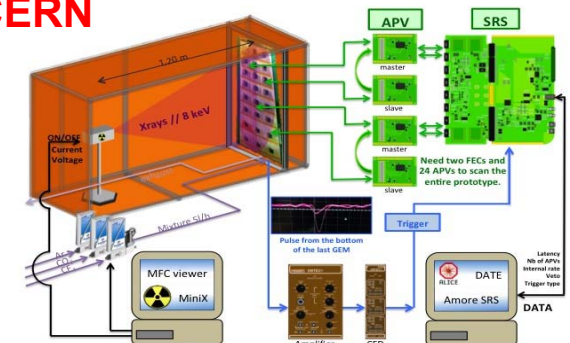 CERN
APV
SRS
1,20 m
master
slave
master
slave
Xrays // 8 keV
ON/OFF
Current
Voltage
Need two FECs and
24 APVs to scan the
entire prototype.
Mixture 5l/h
Ar
CO₂
CF₄
Pulse from the bottom
of the last GEM
Trigger
MFC viewer
MiniX
Amplifier
CFD
ALICE
DATE
Amore SRS
Latency
Nb of APVs
Internal rate
Veto
Trigger type
DATA